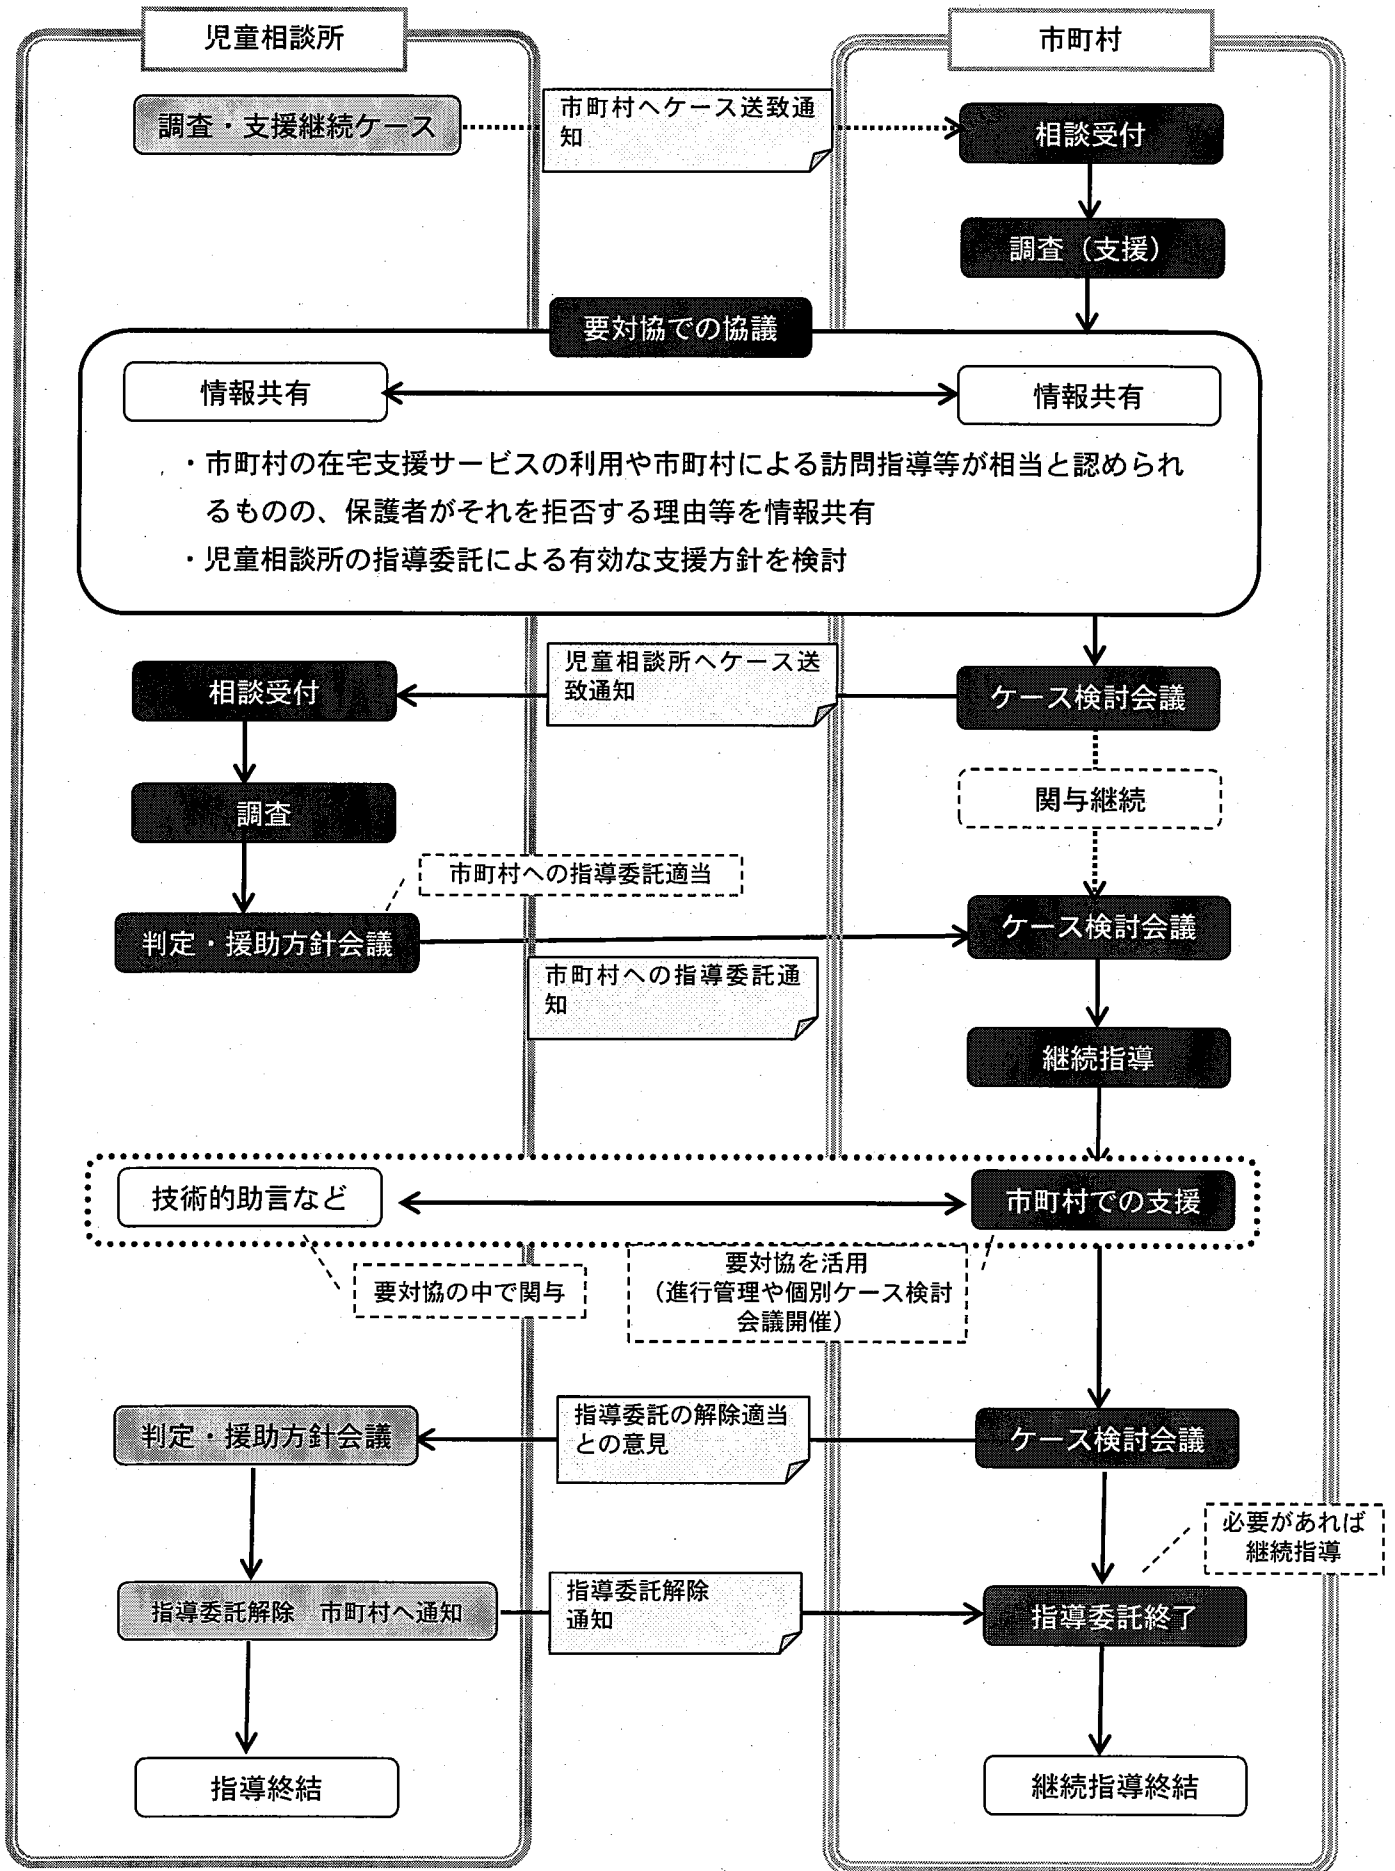 児童相談所
市町村
調査・支援継続ケース
市町村へケース送致通
知
相談受付
調査（支援）
要対協での協議
情報共有
情報共有
・市町村の在宅支援サービスの利用や市町村による訪問指導等が相当と認められ
るものの、保護者がそれを拒否する理由等を情報共有
・児童相談所の指導委託による有効な支援方針を検討
相談受付
児童相談所へケース送
致通知
ケース検討会議
調査
関与継続
市町村への指導委託適当
判定・援助方針会議
ケース検討会議
市町村への指導委託通
知
継続指導
技術的助言など
市町村での支援
要対協の中で関与
要対協を活用
（進行管理や個別ケース検討
会議開催）
判定・援助方針会議
指導委託の解除適当
との意見
ケース検討会議
必要があれば
継続指導
指導委託解除　市町村へ通知
指導委託解除
通知
指導委託終了
指導終結
継続指導終結